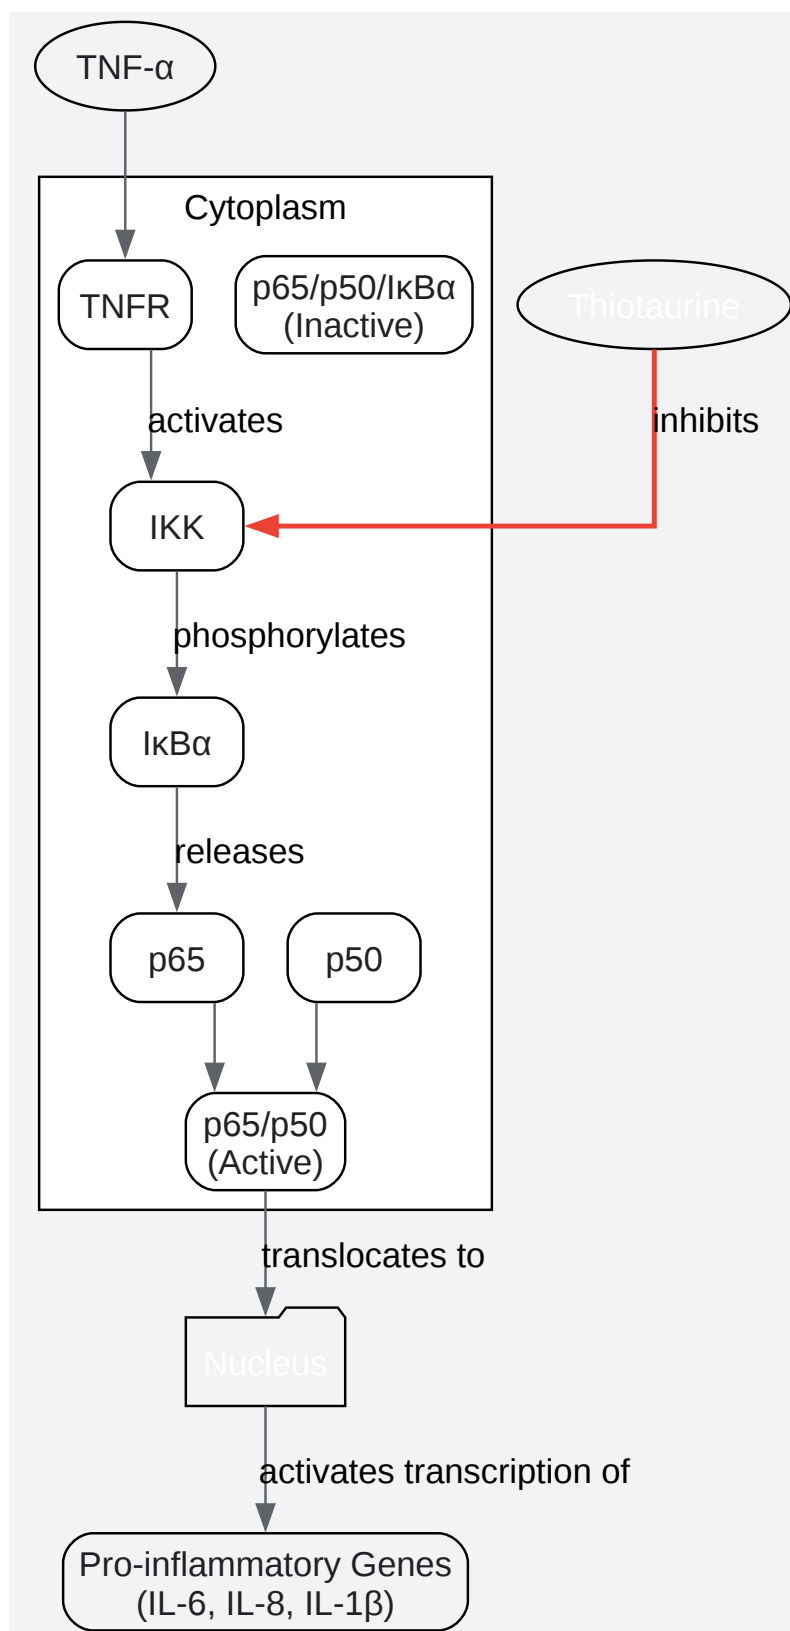 TNF-α
Cytoplasm
TNFR
p65/p50/IκBα
(Inactive)
Thiotaurine
activates
inhibits
IKK
phosphorylates
IκBα
releases
p65
p50
p65/p50
(Active)
translocates to
Nucleus
activates transcription of
Pro-inflammatory Genes
(IL-6, IL-8, IL-1β)